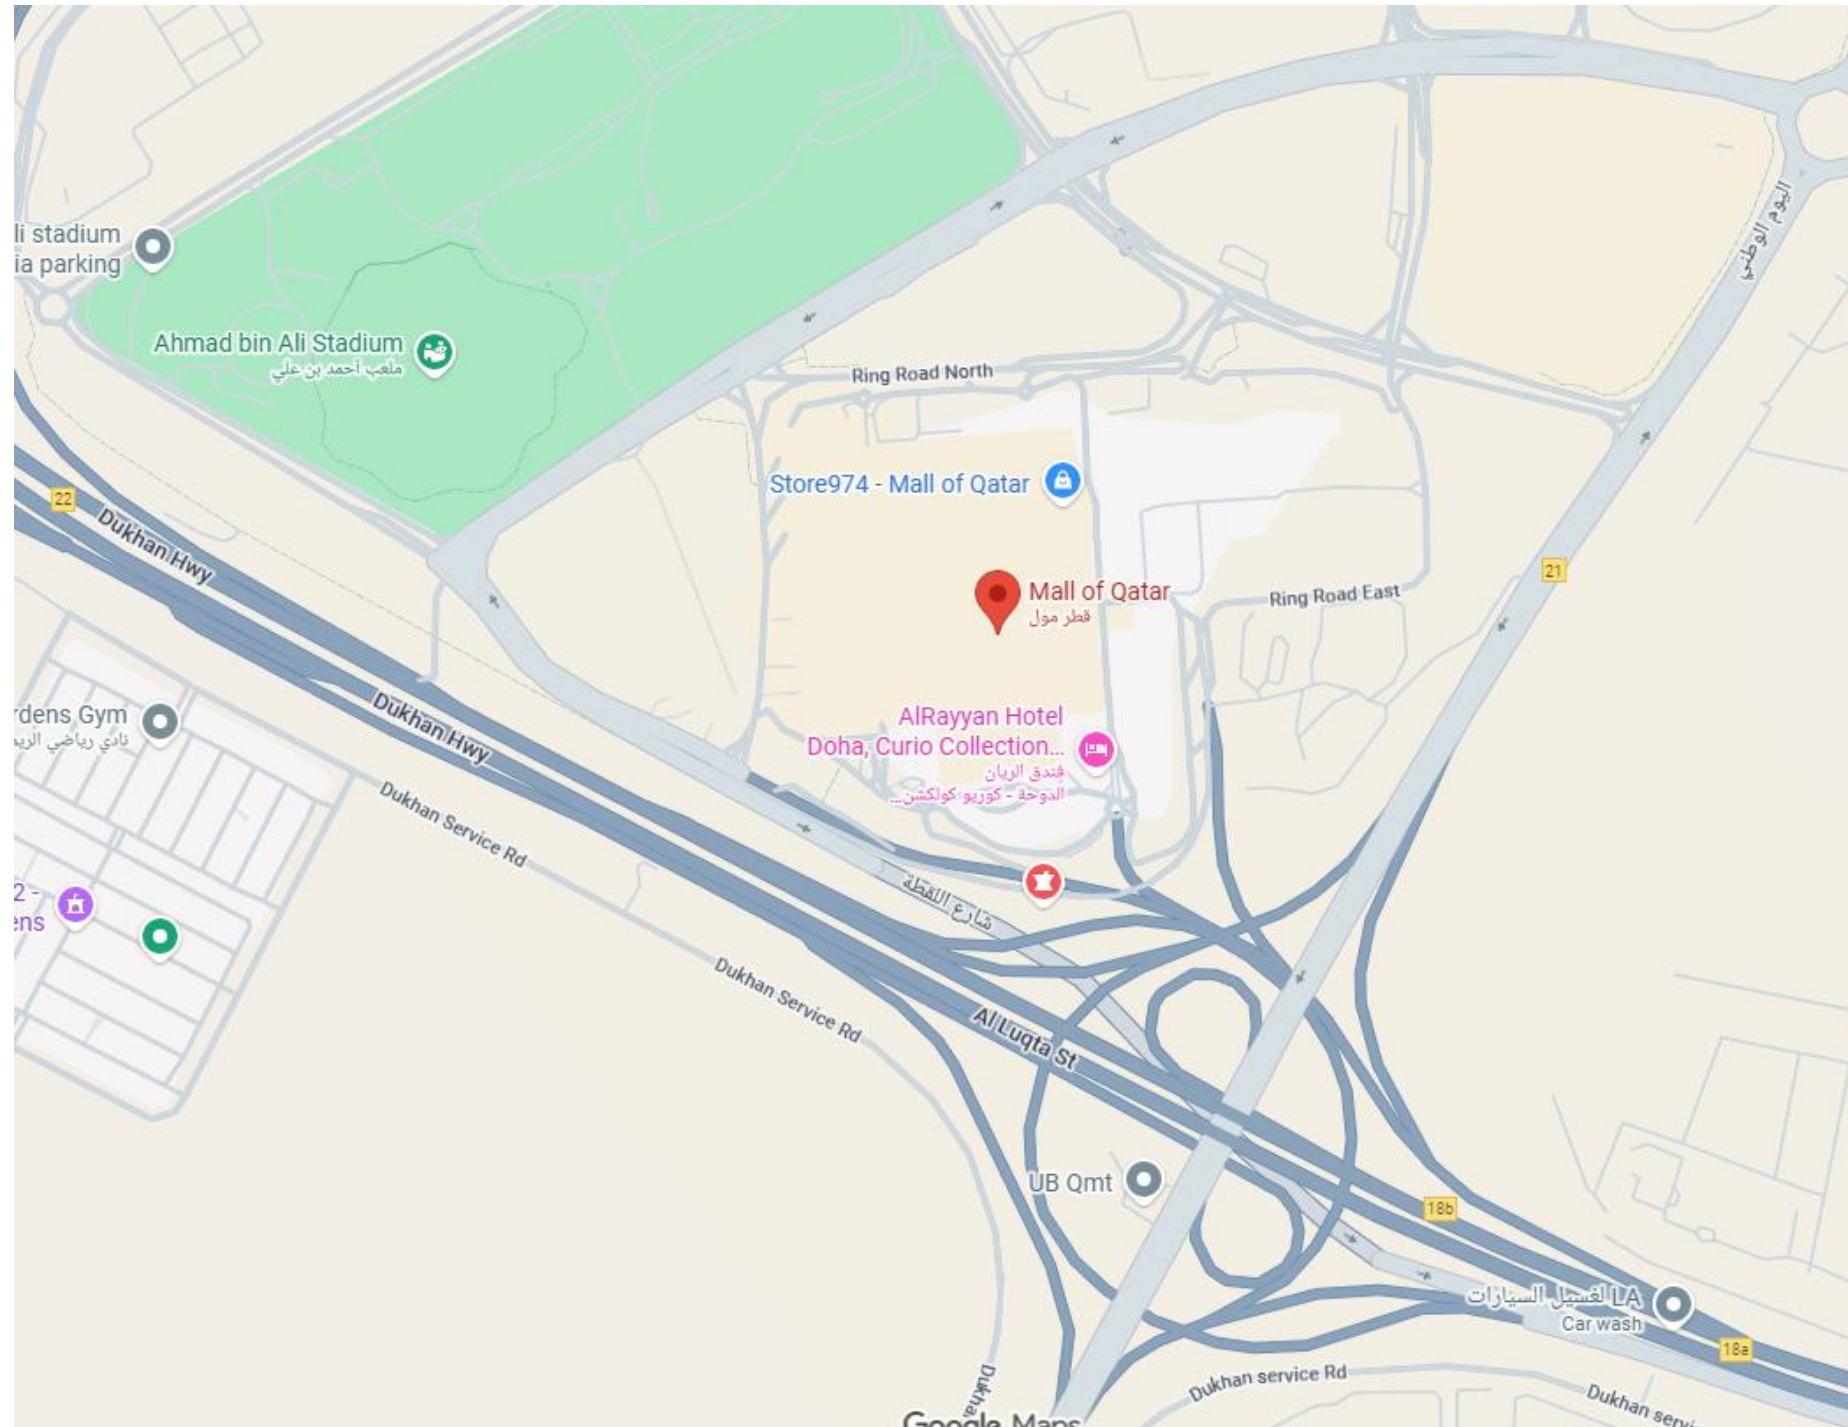 اليوم الوطني
li stadium
ia parking
Ahmad bin Ali Stadium
ملعب أحمد بن علي
Ring Road North
Store974 - Mall of Qatar
22
Dukhan Hwy
21
Mall of Qatar
قطر مول
Ring Road East
rdens Gym
Dukhan Hwy
AlRayyan Hotel
Doha, Curio Collection...
فندق الريان
الدوحة - كوريو كولكشن...
Dukhan Service Rd
2 -
ens
شارع اللقطة
Dukhan Service Rd
Al Luqta St
UB Qmt
18b
LA لغسيل السيارات
Car wash
18a
Dukhan service Rd
Dukha
Dukhan servi
Google Maps